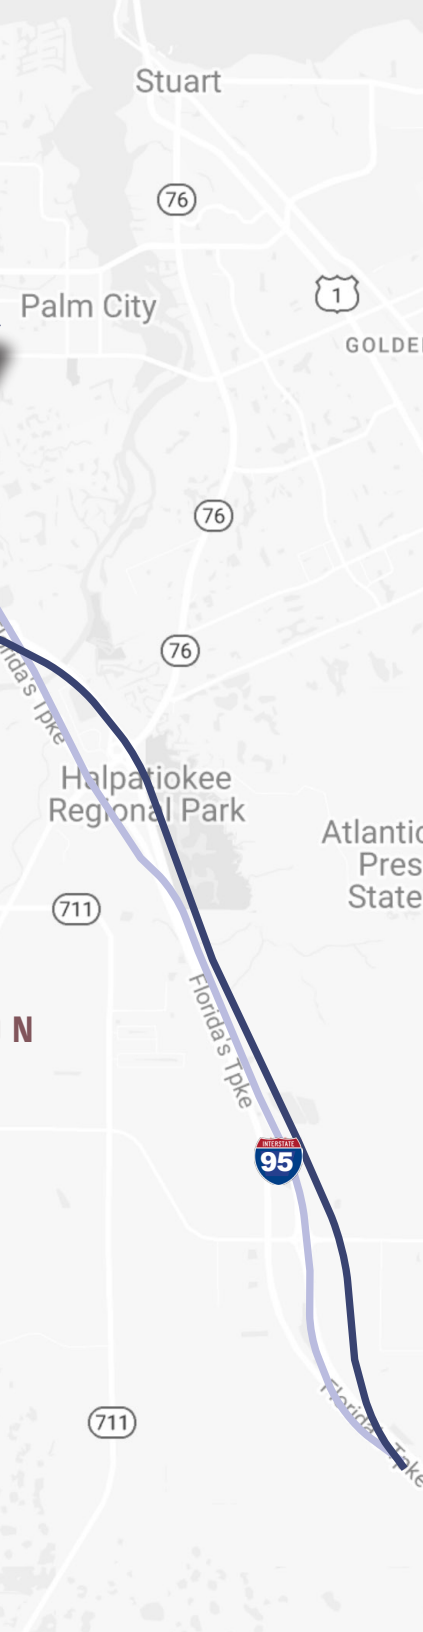 Stuart
76
1
Palm City
GOLDE
76
76
rida's Tpke
Halpatiokee
Regional Park
Atlantic
Pres
State
711
Florida's Tpke
N
INTERSTATE
95
Florida's Tpke
711